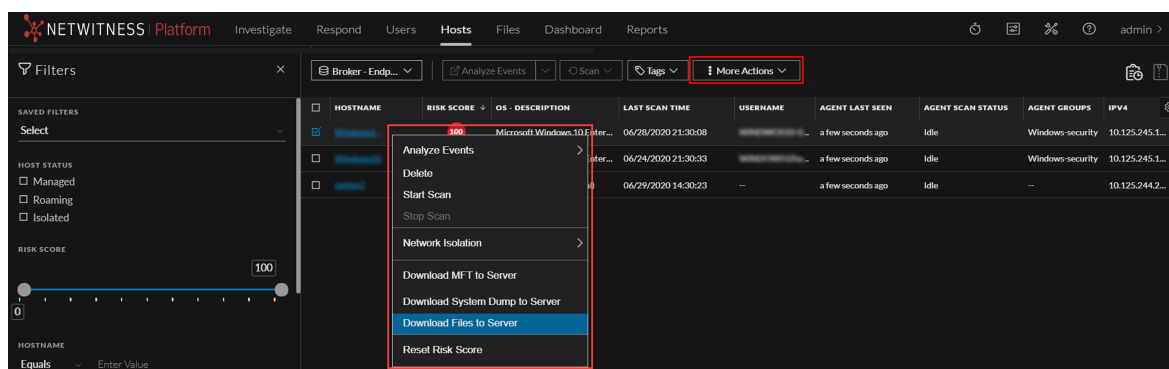 NETWITNESS Platform Investigate Respond Users Hosts Files Dashboard Reports admin >
Filters ×
Broker - Endp... Analyze Events Scan Tags More Actions
SAVED FILTERS
Select
HOSTNAME RISK SCORE OS - DESCRIPTION LAST SCAN TIME USERNAME AGENT LAST SEEN AGENT SCAN STATUS AGENT GROUPS IPV4
100 Microsoft Windows 10 Enter... 06/28/2020 21:30:08 a few seconds ago Idle Windows-security 10.125.245.1...
Enter... 06/24/2020 21:30:33 a few seconds ago Idle Windows-security 10.125.245.1...
06/29/2020 14:30:23 -- a few seconds ago Idle -- 10.125.244.2...
HOST STATUS
Managed
Roaming
Isolated
RISK SCORE
100
0
HOSTNAME
Equals Enter Value
Analyze Events
Delete
Start Scan
Stop Scan
Network Isolation
Download MFT to Server
Download System Dump to Server
Download Files to Server
Reset Risk Score